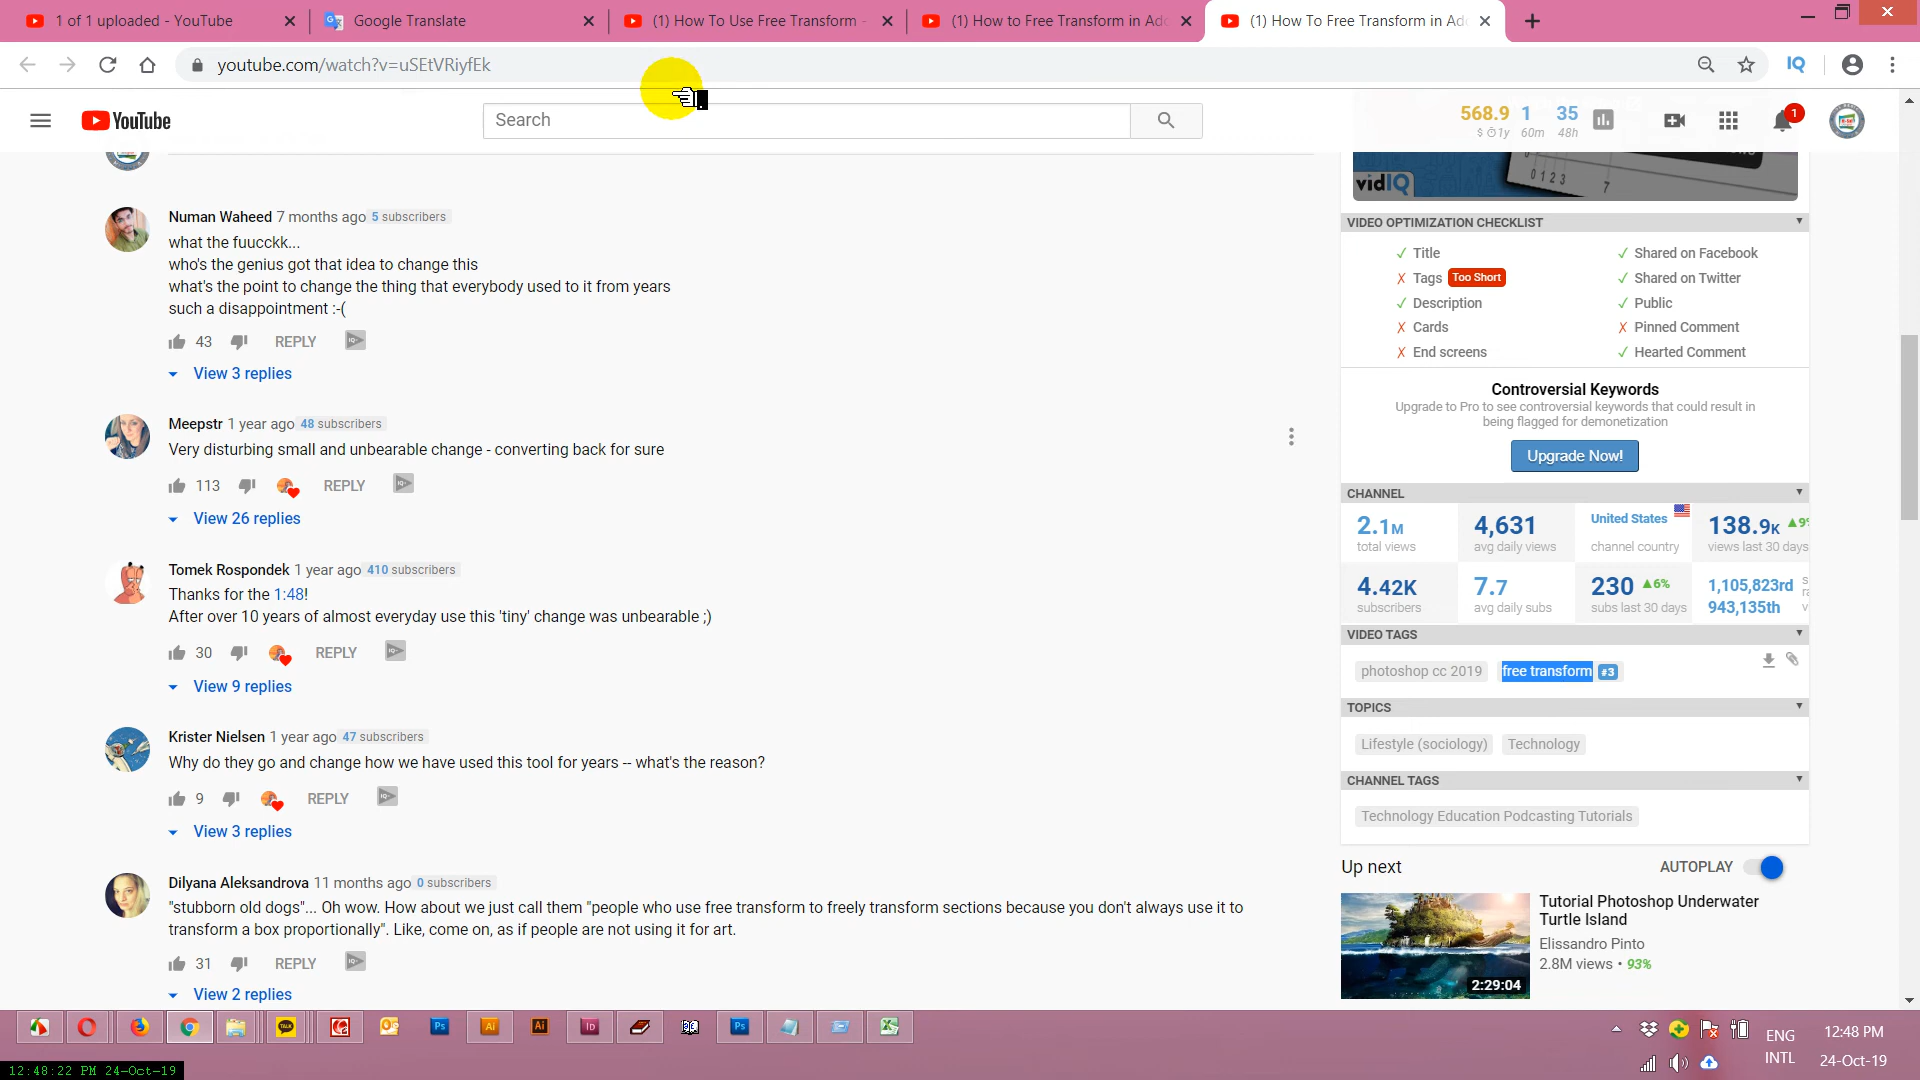 1 of 1 uploaded - YouTube
Google Translate
(1) How To Use Free Transform -
(1) How to Free Transform in Ado
(1) How To Free Transform in Ado
youtube.com/watch?v=uSEtVRiyfEk
IQ
YouTube
Search
568.9 1 35
$ 1y 60m 48h
1
Numan Waheed 7 months ago 5 subscribers
what the fuucckk...
who's the genius got that idea to change this
what's the point to change the thing that everybody used to it from years
such a disappointment :-(
43 REPLY
View 3 replies
Meepstr 1 year ago 48 subscribers
Very disturbing small and unbearable change - converting back for sure
113 REPLY
View 26 replies
Tomek Rospondek 1 year ago 410 subscribers
Thanks for the 1:48!
After over 10 years of almost everyday use this 'tiny' change was unbearable ;)
30 REPLY
View 9 replies
Krister Nielsen 1 year ago 47 subscribers
Why do they go and change how we have used this tool for years -- what's the reason?
9 REPLY
View 3 replies
Dilyana Aleksandrova 11 months ago 0 subscribers
"stubborn old dogs"... Oh wow. How about we just call them "people who use free transform to freely transform sections because you don't always use it to
transform a box proportionally". Like, come on, as if people are not using it for art.
31 REPLY
View 2 replies
vidIQ
0 1 2 3 7
VIDEO OPTIMIZATION CHECKLIST
Title
Shared on Facebook
Tags Too Short
Shared on Twitter
Description
Public
Cards
Pinned Comment
End screens
Hearted Comment
Controversial Keywords
Upgrade to Pro to see controversial keywords that could result in
being flagged for demonetization
Upgrade Now!
CHANNEL
2.1M
total views
4,631
avg daily views
United States
channel country
138.9K ▲9%
views last 30 days
4.42K
subscribers
7.7
avg daily subs
230 ▲6%
subs last 30 days
1,105,823rd
943,135th
VIDEO TAGS
photoshop cc 2019 free transform #3
TOPICS
Lifestyle (sociology) Technology
CHANNEL TAGS
Technology Education Podcasting Tutorials
Up next
AUTOPLAY
Tutorial Photoshop Underwater
Turtle Island
Elissandro Pinto
2.8M views • 93%
2:29:04
TALK
Ps
Ai
Ai
Id
Ps
ENG
INTL
12:48 PM
24-Oct-19
12:48:22 PM 24-Oct-19